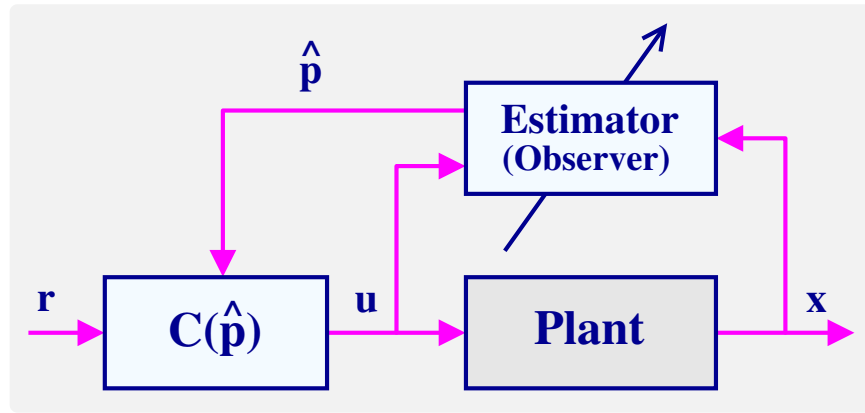 p̂
Estimator
(Observer)
r
C(p̂)
u
Plant
x